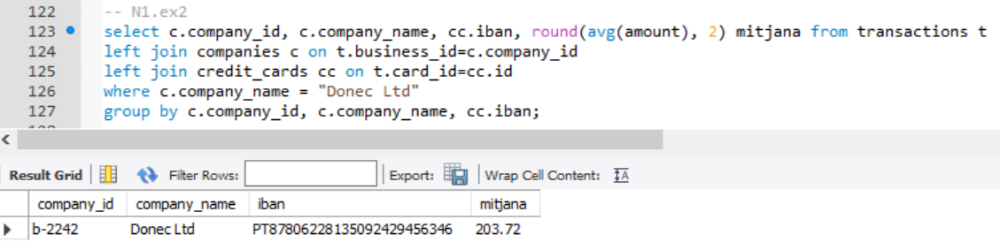 122 -- N1.ex2
123 select c.company_id, c.company_name, cc.iban, round(avg(amount), 2) mitjana from transactions t
124 left join companies c on t.business_id=c.company_id
125 left join credit_cards cc on t.card_id=cc.id
126 where c.company_name = "Donec Ltd"
127 group by c.company_id, c.company_name, cc.iban;
Result Grid Filter Rows: Export: Wrap Cell Content: IA
company_id company_name iban mitjana
b-2242 Donec Ltd PT87806228135092429456346 203.72